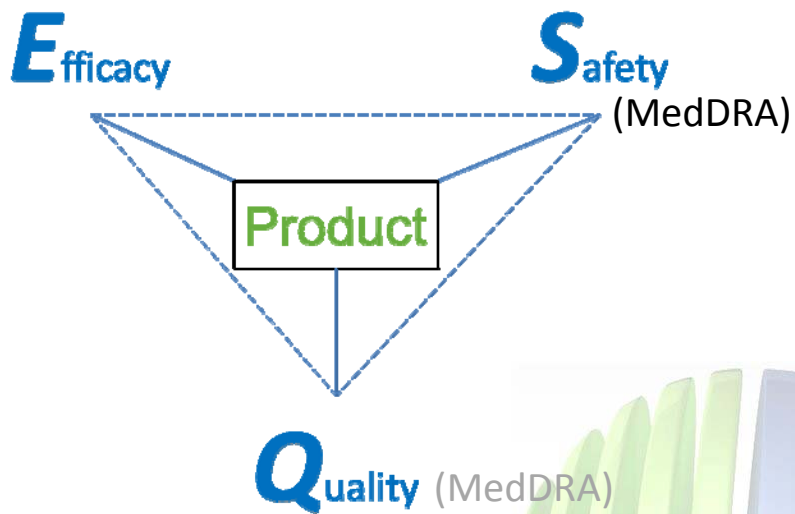 Efficacy
Safety
(MedDRA)
Product
Quality (MedDRA)